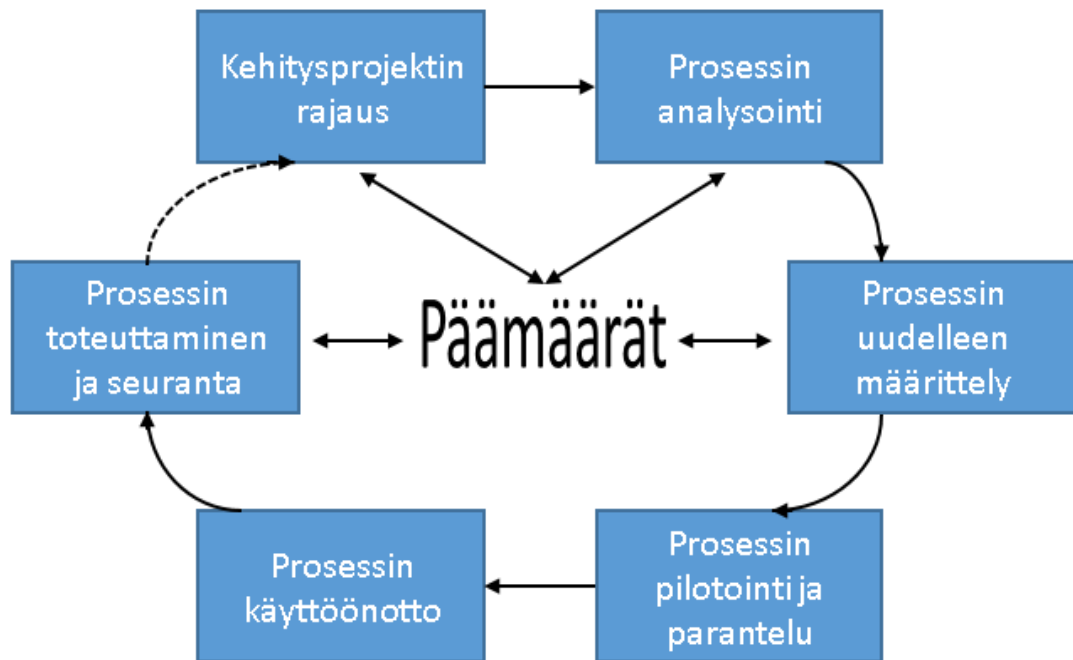 Kehitysprojektin
rajaus
Prosessin
analysointi
Prosessin
toteuttaminen
ja seuranta
Päämäärät
Prosessin
uudelleen
määrittely
Prosessin
käyttöönotto
Prosessin
pilotointi ja
parantelu